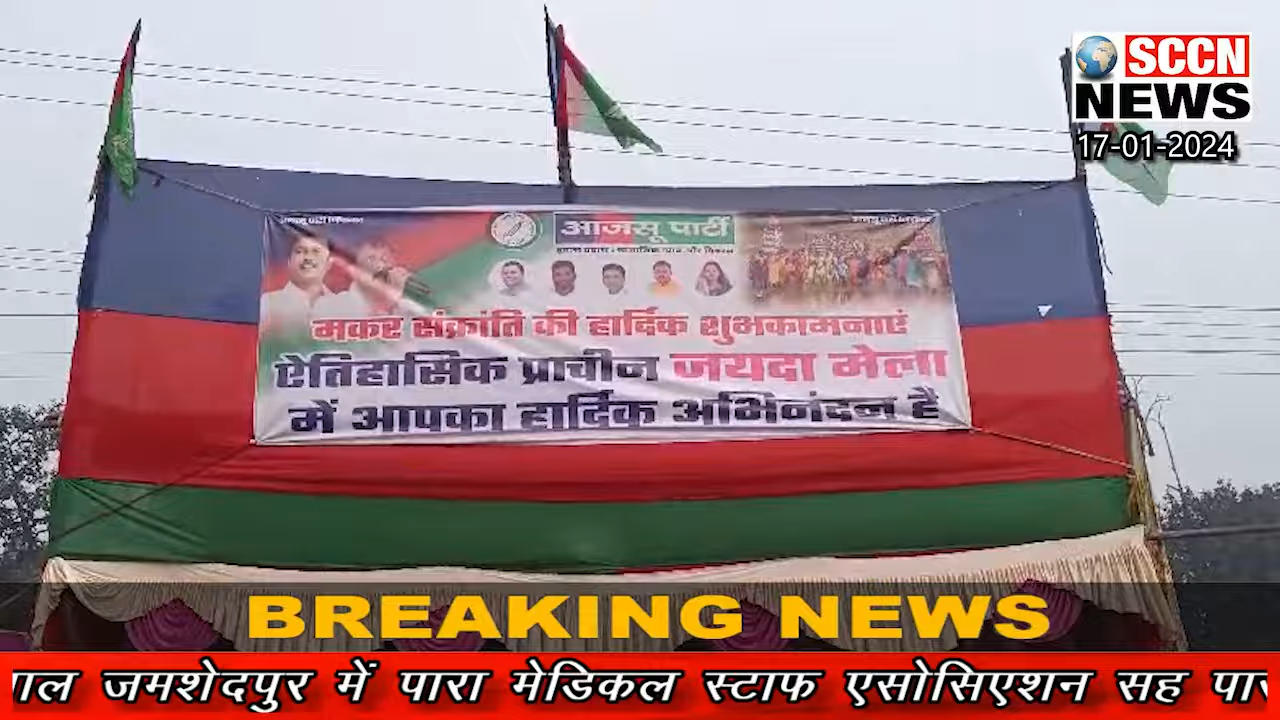 SCCN
NEWS
17-01-2024
आजसू पार्टी
मकर संक्रांति की हार्दिक शुभकामनाएं
ऐतिहासिक प्राचीन जयदा मेला
में आपका हार्दिक अभिनंदन है
BREAKING NEWS
जमशेदपुर में पारा मेडिकल स्टाफ एसोसिएशन सह